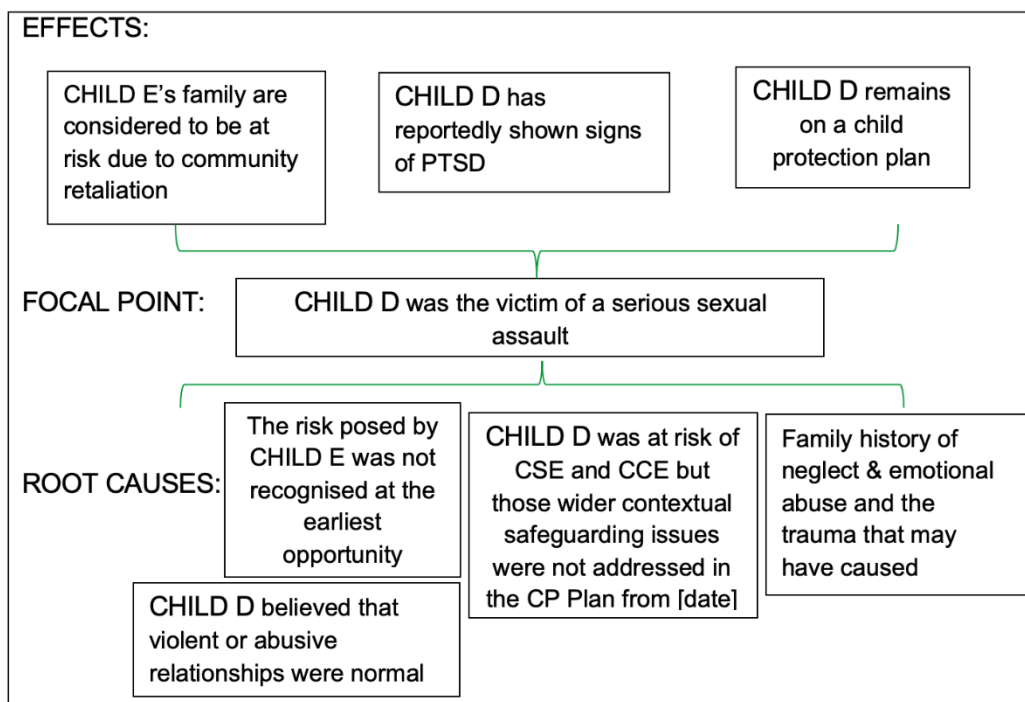 EFFECTS:
CHILD E’s family are
considered to be at
risk due to community
retaliation
CHILD D has
reportedly shown signs
of PTSD
CHILD D remains
on a child
protection plan
FOCAL POINT:
CHILD D was the victim of a serious sexual
assault
ROOT CAUSES:
The risk posed by
CHILD E was not
recognised at the
earliest
opportunity
CHILD D believed that
violent or abusive
relationships were normal
CHILD D was at risk of
CSE and CCE but
those wider contextual
safeguarding issues
were not addressed in
the CP Plan from [date]
Family history of
neglect & emotional
abuse and the
trauma that may
have caused